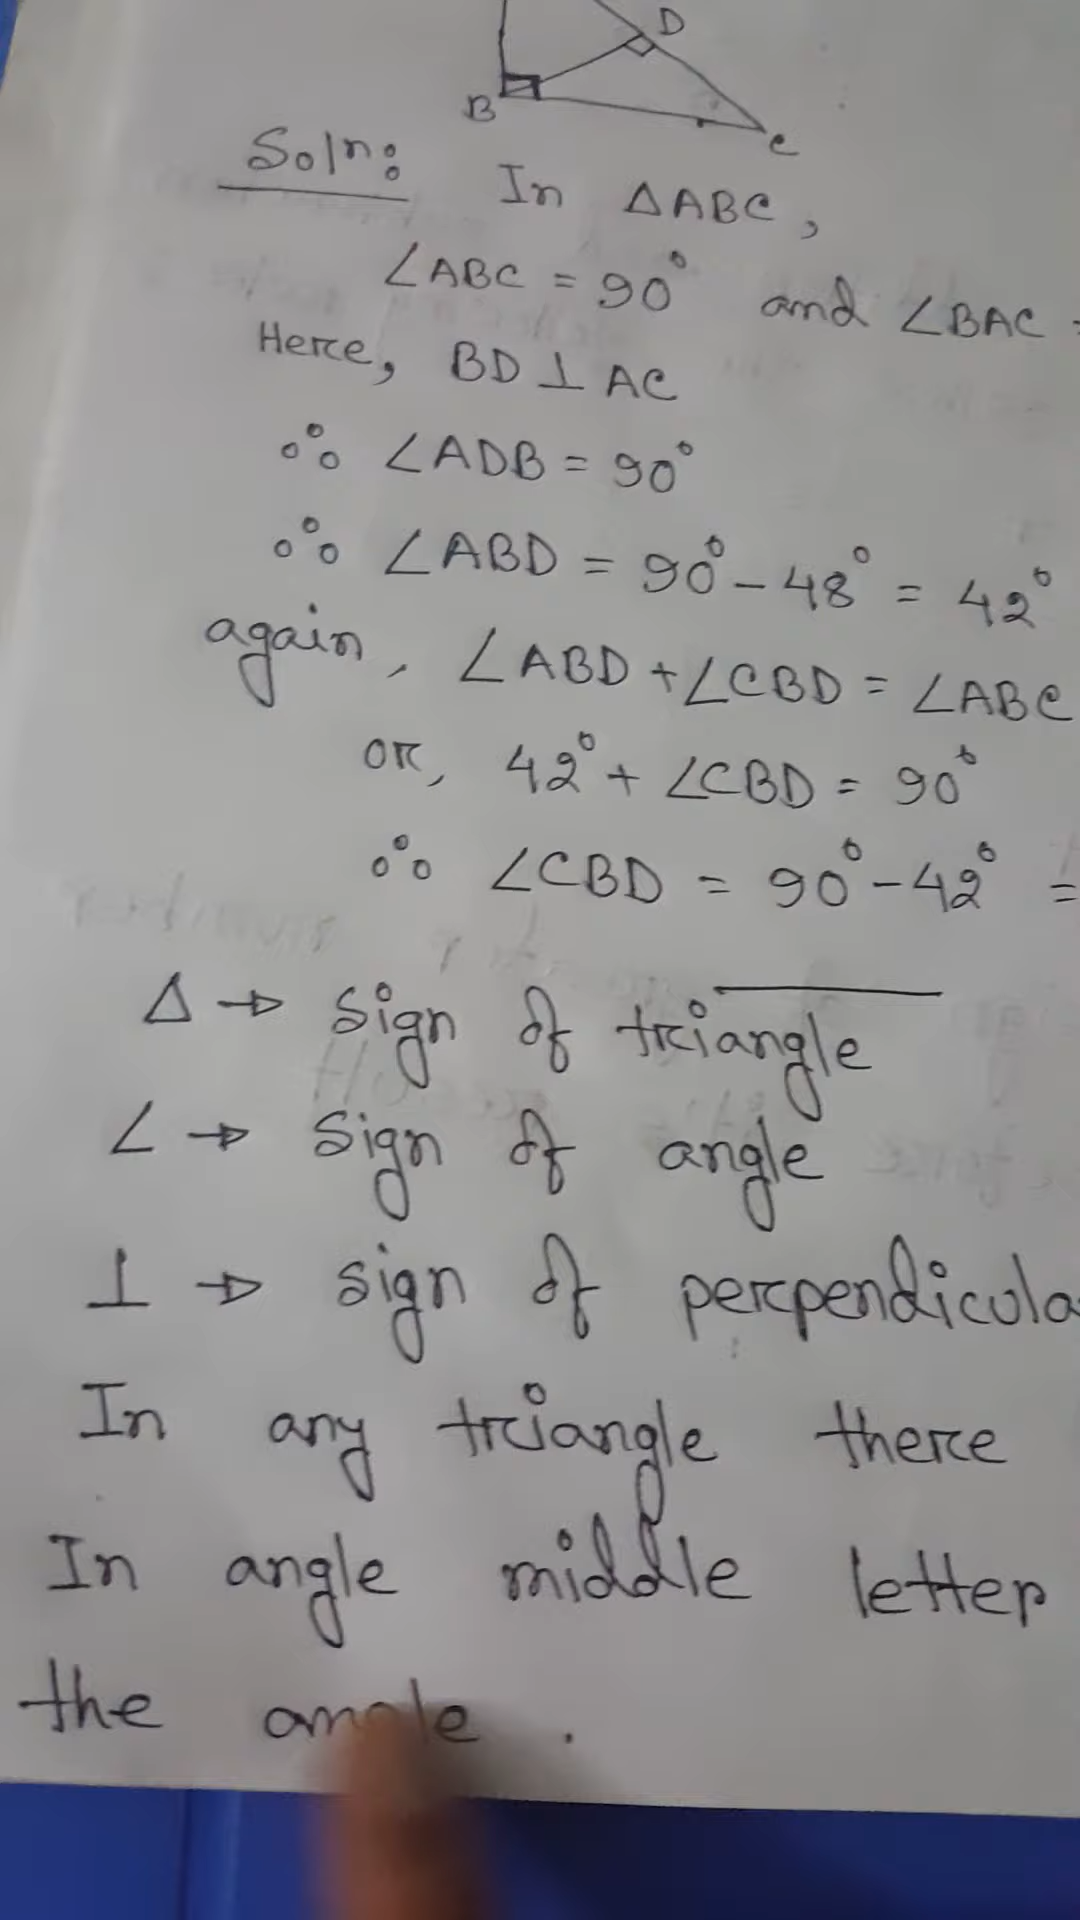 D
B
C
Soln:
In ΔABC,
∠ABC = 90° and ∠BAC =
Here, BD ⊥ AC
∴ ∠ADB = 90°
∴ ∠ABD = 90° - 48° = 42°
again, ∠ABD + ∠CBD = ∠ABC
or, 42° + ∠CBD = 90°
∴ ∠CBD = 90° - 42° =
Δ → sign of triangle
∠ → sign of angle
⊥ → sign of perpendicula
In any triangle there
In angle middle letter
the angle.